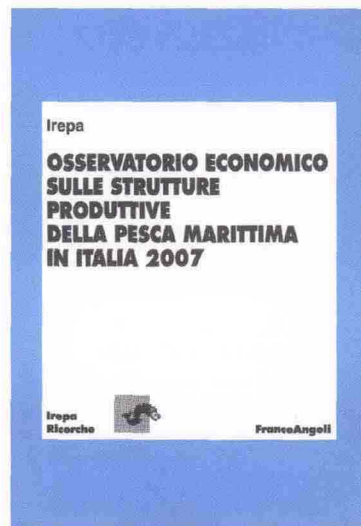 Irepa
OSSERVATORIO ECONOMICO
SULLE STRUTTURE
PRODUTTIVE
DELLA PESCA MARITTIMA
IN ITALIA 2007
Irepa
Ricerche
FrancoAngeli